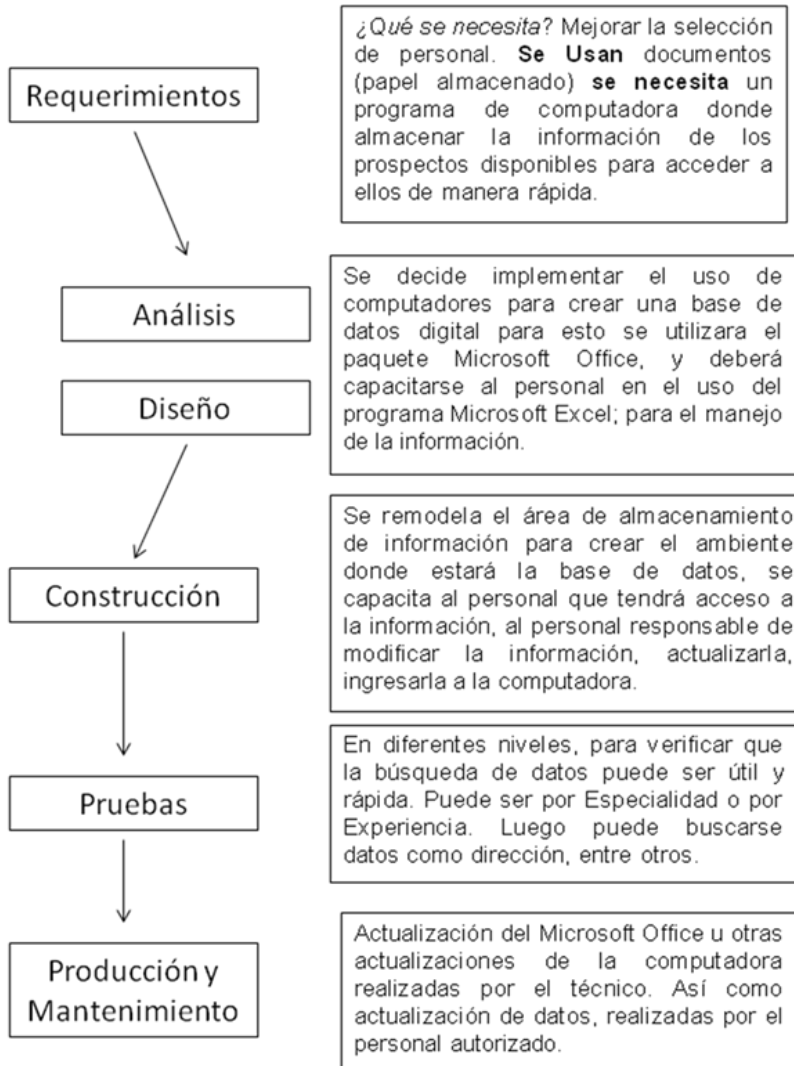 Requerimientos
¿Qué se necesita? Mejorar la selección
de personal. Se Usan documentos
(papel almacenado) se necesita un
programa de computadora donde
almacenar la información de los
prospectos disponibles para acceder a
ellos de manera rápida.
Análisis
Diseño
Se decide implementar el uso de
computadores para crear una base de
datos digital para esto se utilizara el
paquete Microsoft Office, y deberá
capacitarse al personal en el uso del
programa Microsoft Excel; para el manejo
de la información.
Construcción
Se remodela el área de almacenamiento
de información para crear el ambiente
donde estará la base de datos, se
capacita al personal que tendrá acceso a
la información, al personal responsable de
modificar la información, actualizarla,
ingresarla a la computadora.
Pruebas
En diferentes niveles, para verificar que
la búsqueda de datos puede ser útil y
rápida. Puede ser por Especialidad o por
Experiencia. Luego puede buscarse
datos como dirección, entre otros.
Producción y
Mantenimiento
Actualización del Microsoft Office u otras
actualizaciones de la computadora
realizadas por el técnico. Así como
actualización de datos, realizadas por el
personal autorizado.